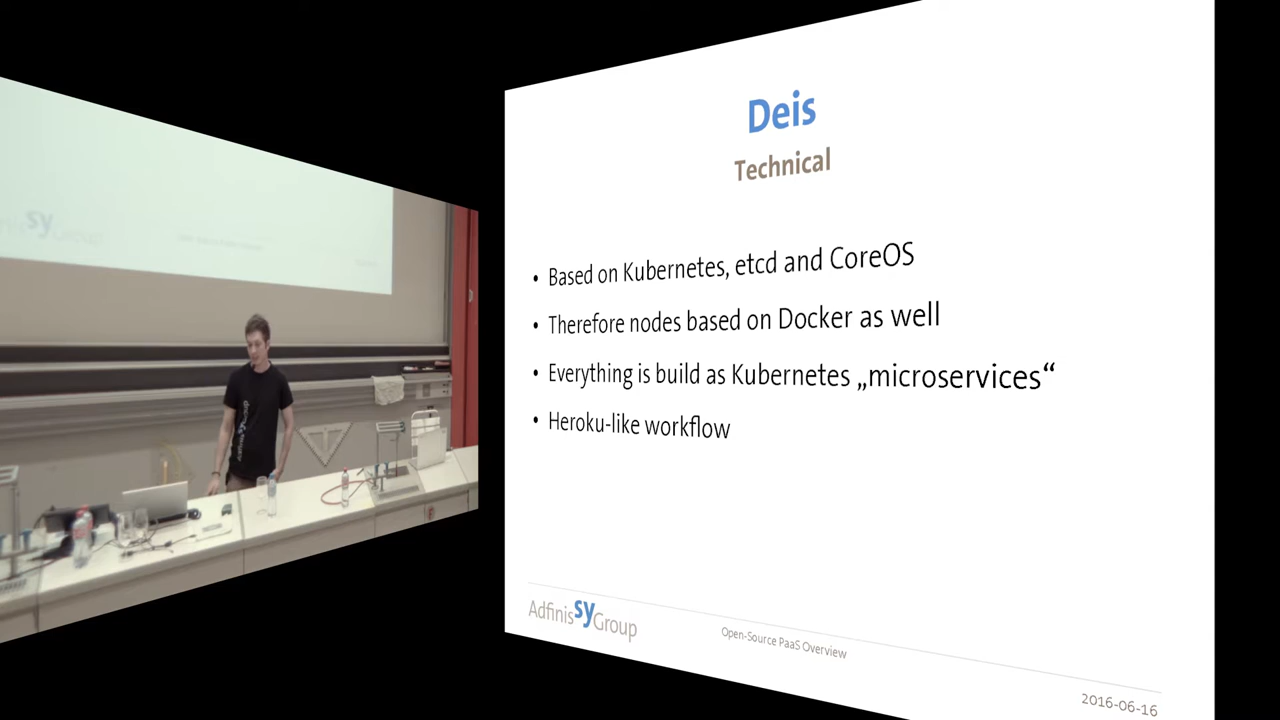 Deis
Technical
• Based on Kubernetes, etcd and CoreOS
• Therefore nodes based on Docker as well
• Everything is build as Kubernetes „microservices“
• Heroku-like workflow
AdfinissyGroup
Open-Source PaaS Overview
2016-06-16